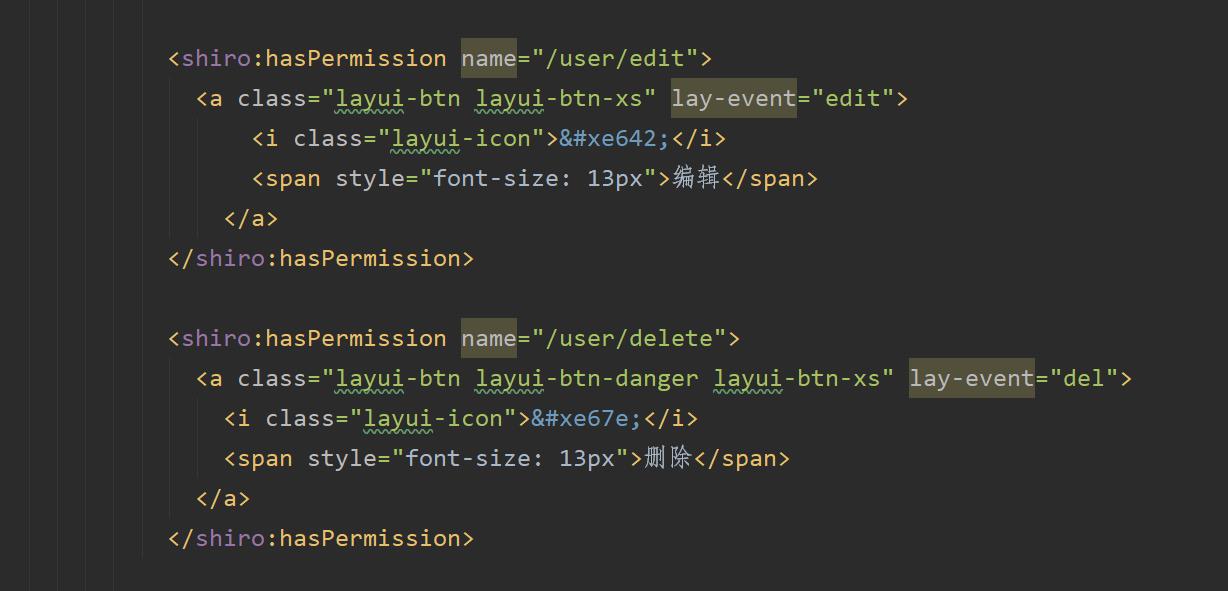 <shiro:hasPermission name="/user/edit">
<a class="layui-btn layui-btn-xs" lay-event="edit">
<i class="layui-icon">&#xe642;</i>
<span style="font-size: 13px">编辑</span>
</a>
</shiro:hasPermission>
<shiro:hasPermission name="/user/delete">
<a class="layui-btn layui-btn-danger layui-btn-xs" lay-event="del">
<i class="layui-icon">&#xe67e;</i>
<span style="font-size: 13px">删除</span>
</a>
</shiro:hasPermission>